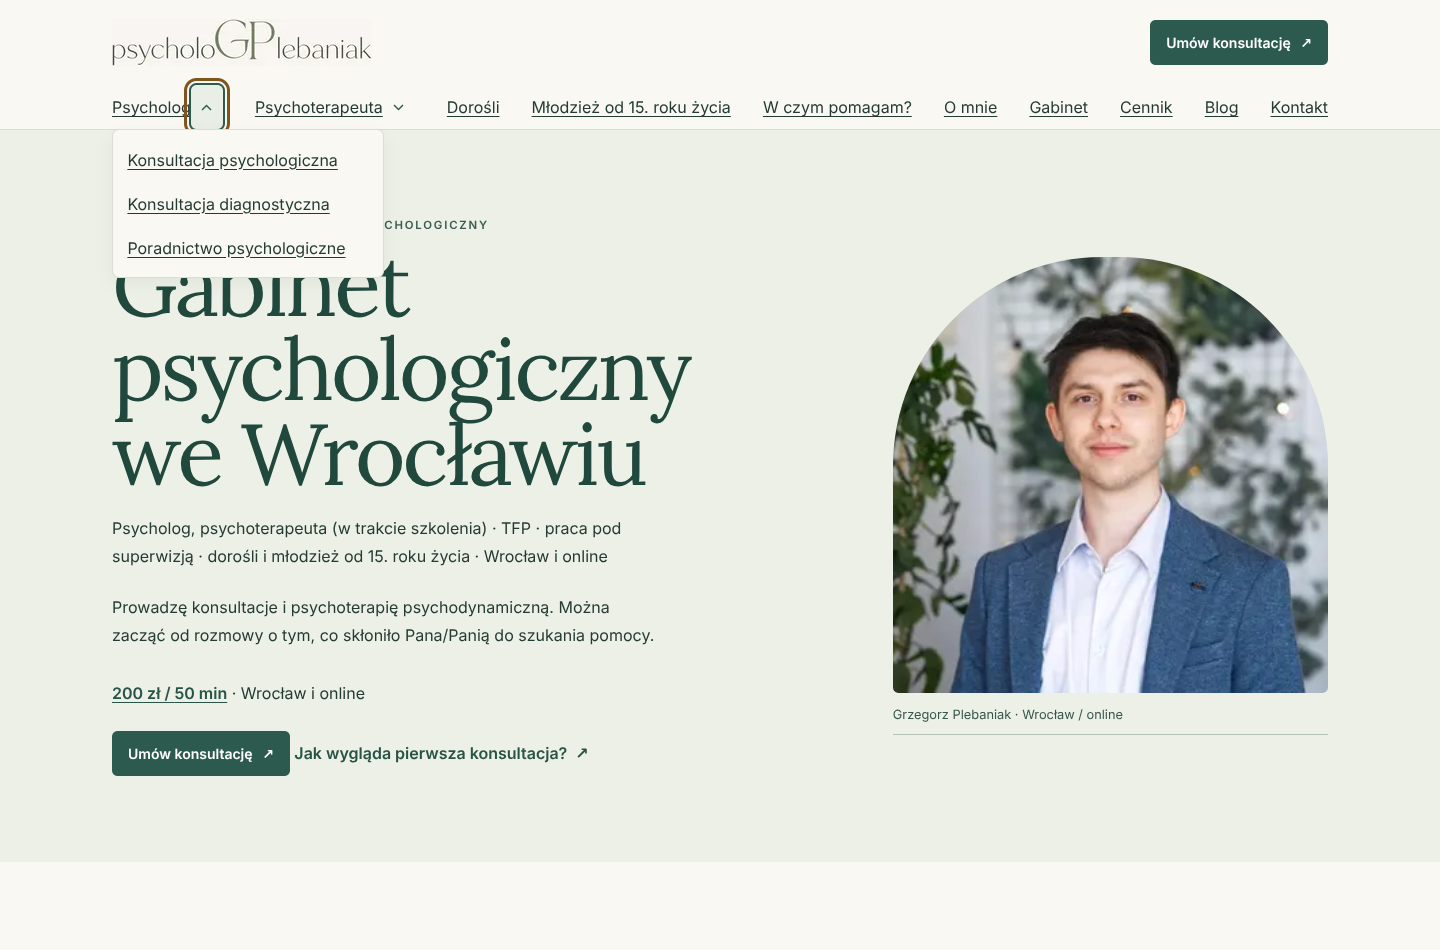 psycholoGPlebaniak
Umów konsultację ↗
Psycholog Psychoterapeuta Dorośli Młodzież od 15. roku życia W czym pomagam? O mnie Gabinet Cennik Blog Kontakt
Konsultacja psychologiczna
Konsultacja diagnostyczna
Poradnictwo psychologiczne
CHOLOGICZNY
Gabinet
psychologiczny
we Wrocławiu
Psycholog, psychoterapeuta (w trakcie szkolenia) · TFP · praca pod
superwizją · dorośli i młodzież od 15. roku życia · Wrocław i online
Prowadzę konsultacje i psychoterapię psychodynamiczną. Można
zacząć od rozmowy o tym, co skłoniło Pana/Panią do szukania pomocy.
200 zł / 50 min · Wrocław i online
Umów konsultację ↗ Jak wygląda pierwsza konsultacja? ↗
Grzegorz Plebaniak · Wrocław / online